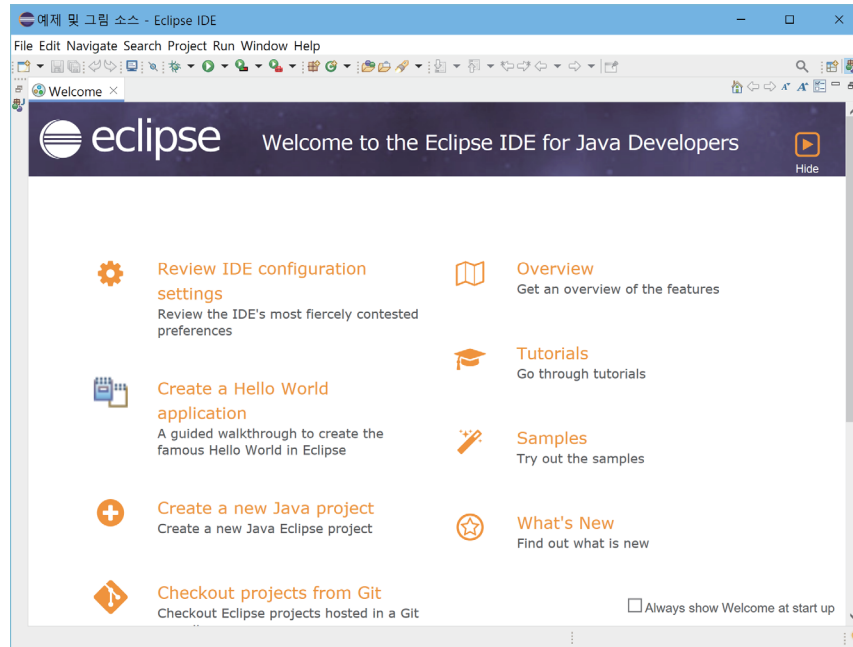 예제 및 그림 소스 - Eclipse IDE
File Edit Navigate Search Project Run Window Help
Welcome
eclipse
Welcome to the Eclipse IDE for Java Developers
Hide
Review IDE configuration
settings
Review the IDE's most fiercely contested
preferences
Create a Hello World
application
A guided walkthrough to create the
famous Hello World in Eclipse
Create a new Java project
Create a new Java Eclipse project
Checkout projects from Git
Checkout Eclipse projects hosted in a Git
Overview
Get an overview of the features
Tutorials
Go through tutorials
Samples
Try out the samples
What's New
Find out what is new
Always show Welcome at start up